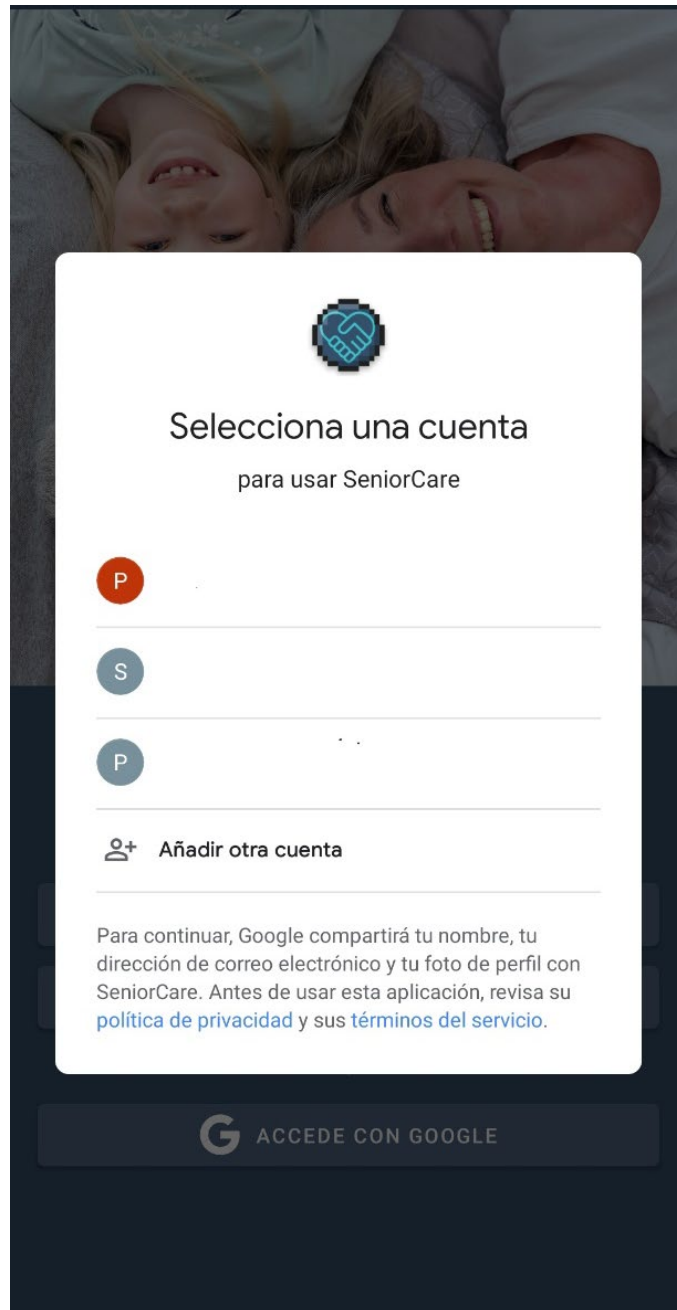 Selecciona una cuenta
para usar SeniorCare
P
S
P
Añadir otra cuenta
Para continuar, Google compartirá tu nombre, tu
dirección de correo electrónico y tu foto de perfil con
SeniorCare. Antes de usar esta aplicación, revisa su
política de privacidad y sus términos del servicio.
G ACCEDE CON GOOGLE